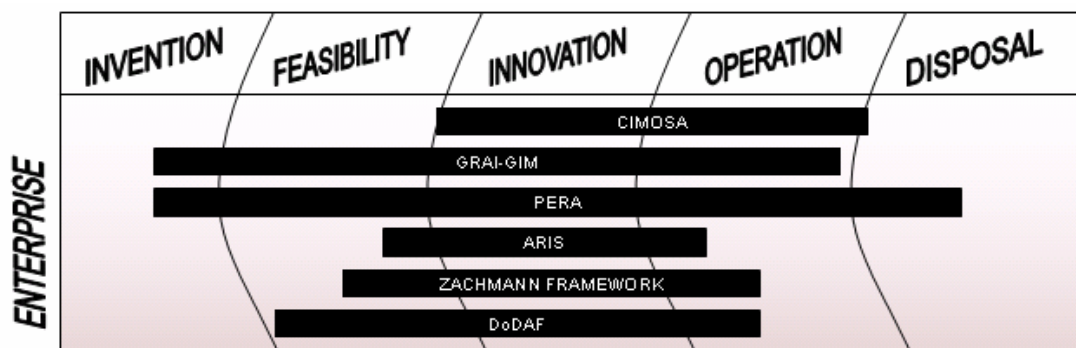 INVENTION
FEASIBILITY
INNOVATION
OPERATION
DISPOSAL
ENTERPRISE
CIMOSA
GRAI-GIM
PERA
ARIS
ZACHMANN FRAMEWORK
DoDAF